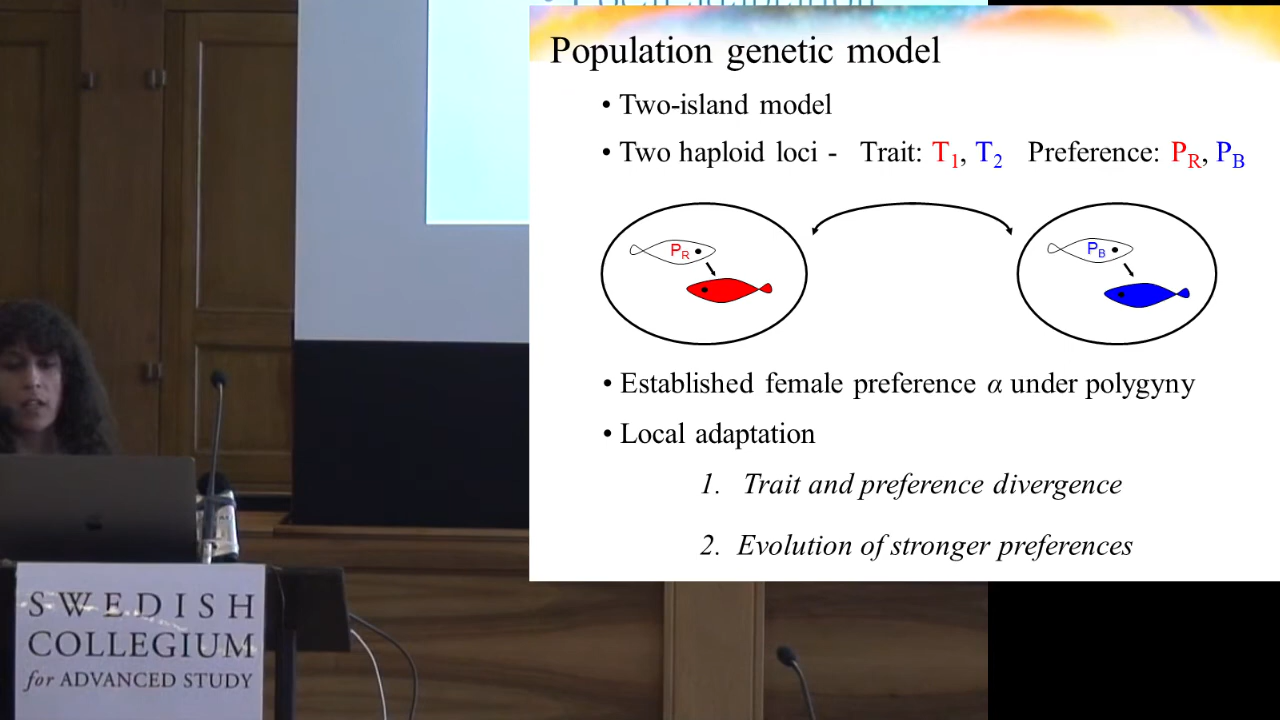 Population genetic model
• Two-island model
• Two haploid loci - Trait: T1, T2 Preference: PR, PB
PR
PB
• Established female preference α under polygyny
• Local adaptation
1. Trait and preference divergence
2. Evolution of stronger preferences
SWEDISH
COLLEGIUM
for ADVANCED STUDY